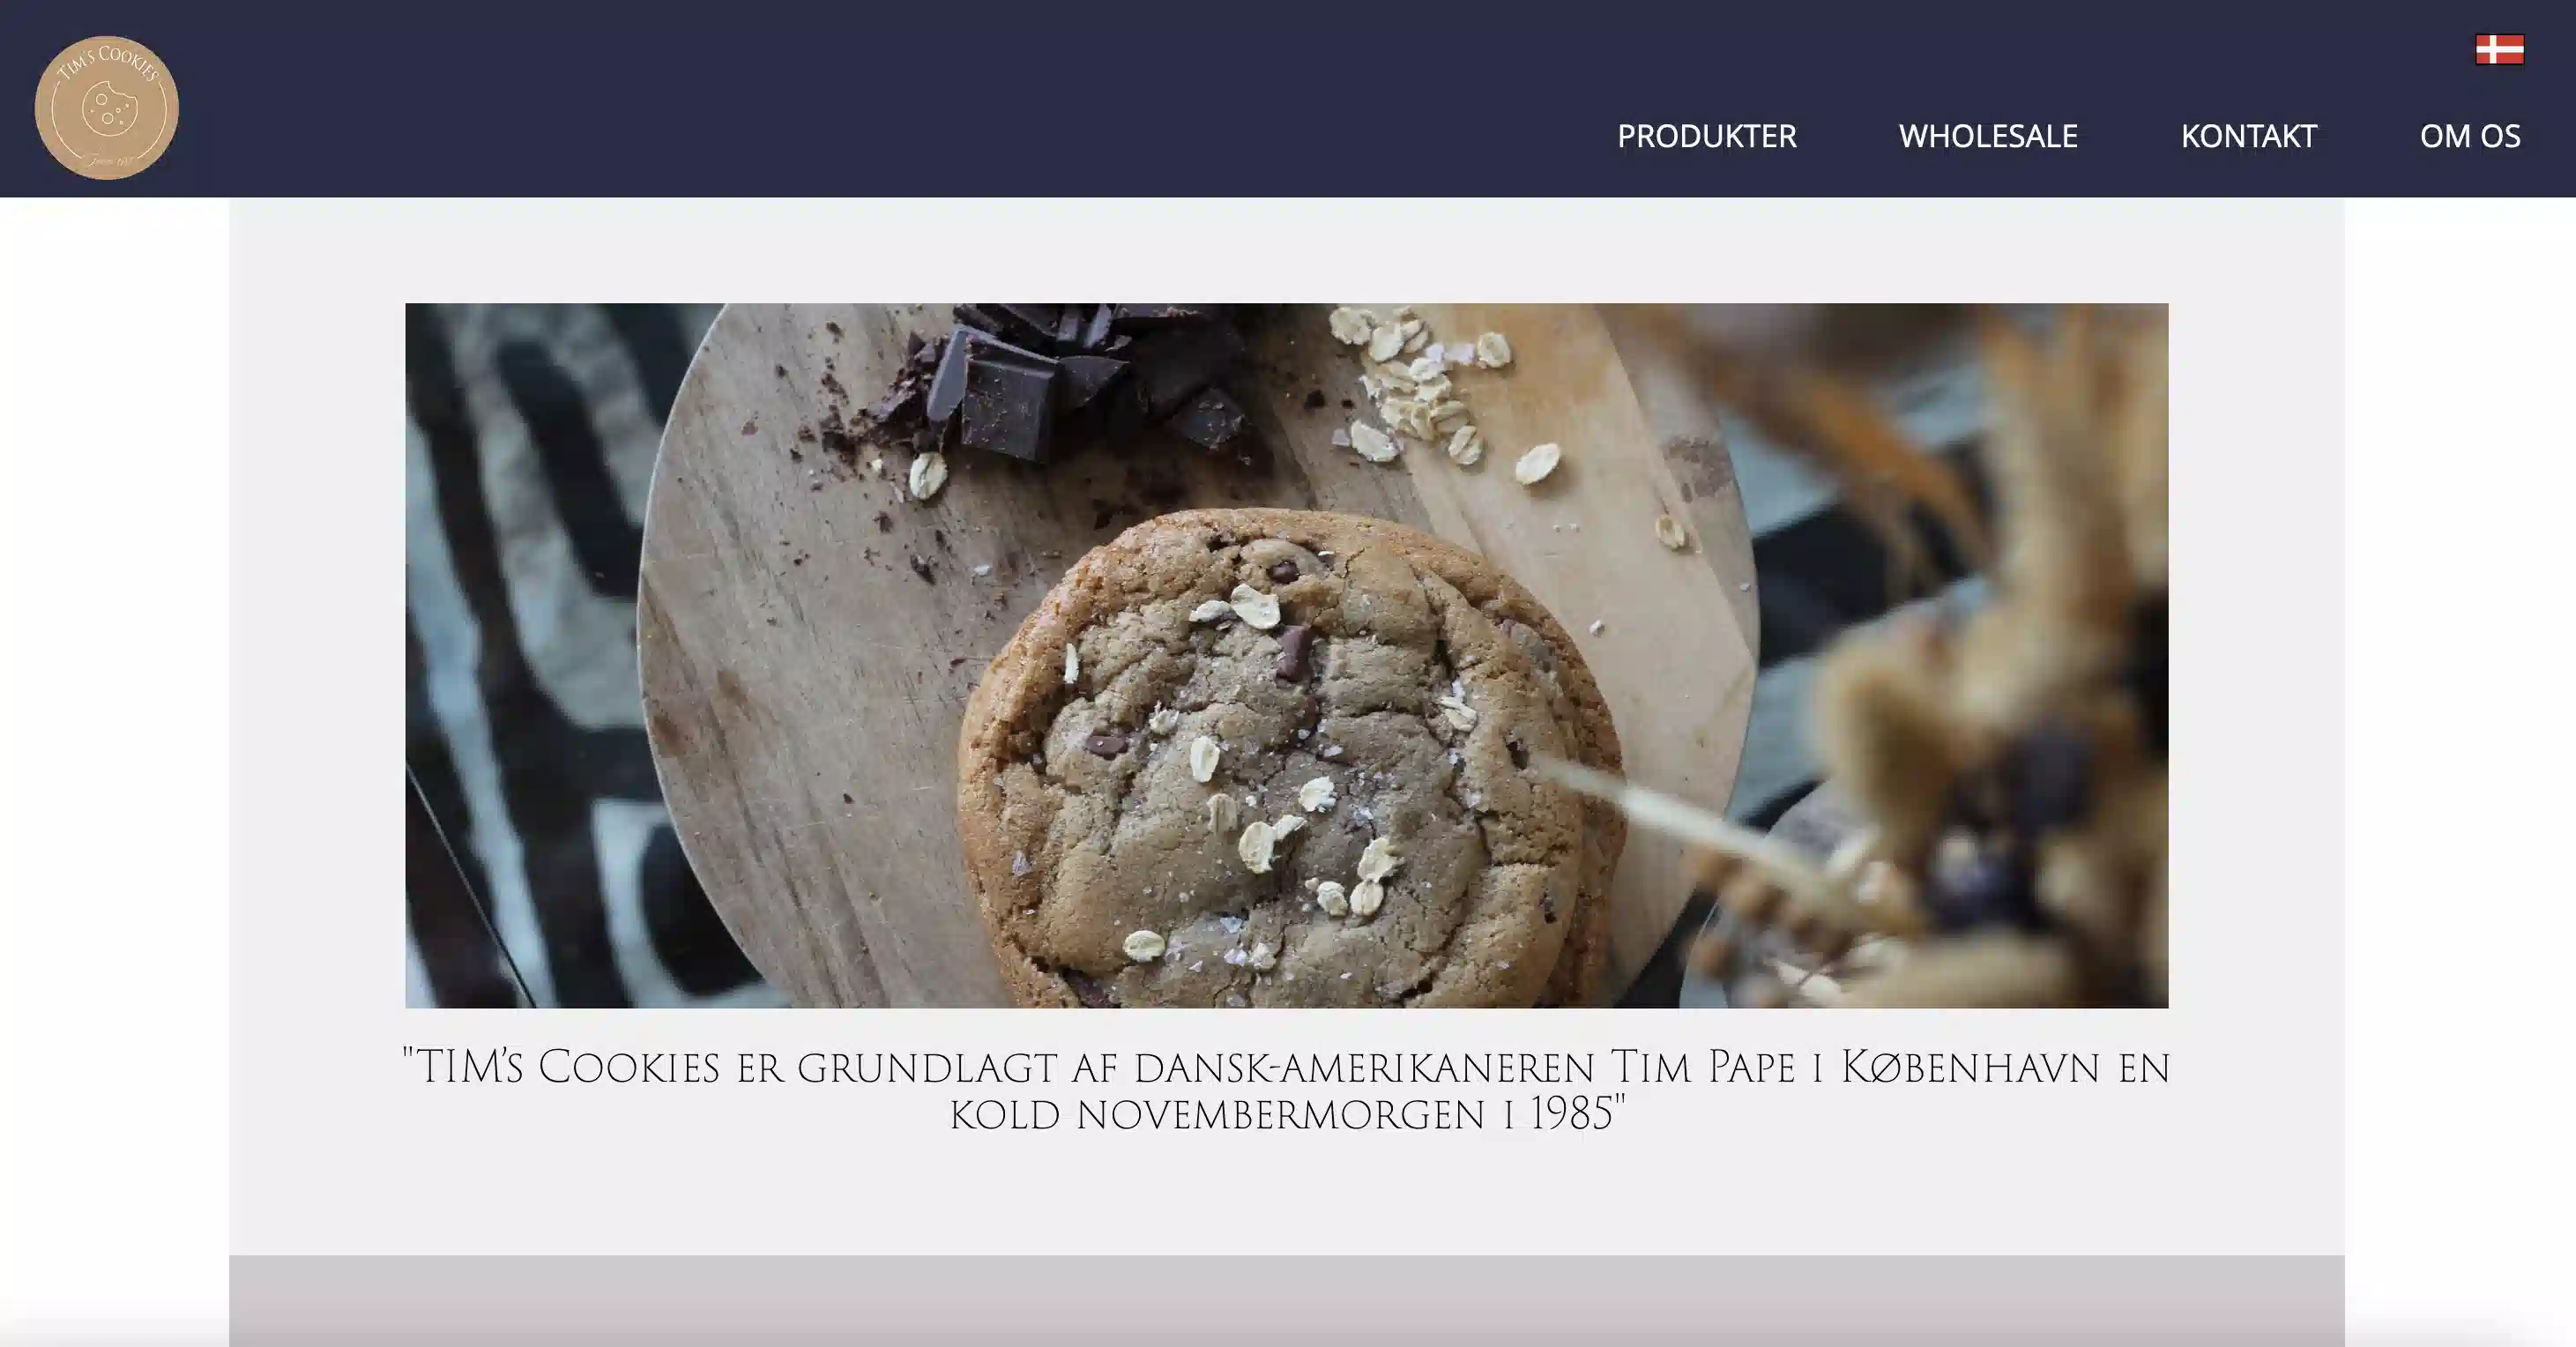 TIM'S COOKIES
PRODUKTER WHOLESALE KONTAKT OM OS
"TIM's Cookies er grundlagt af dansk-amerikaneren Tim Pape i København en
kold novembermorgen i 1985"